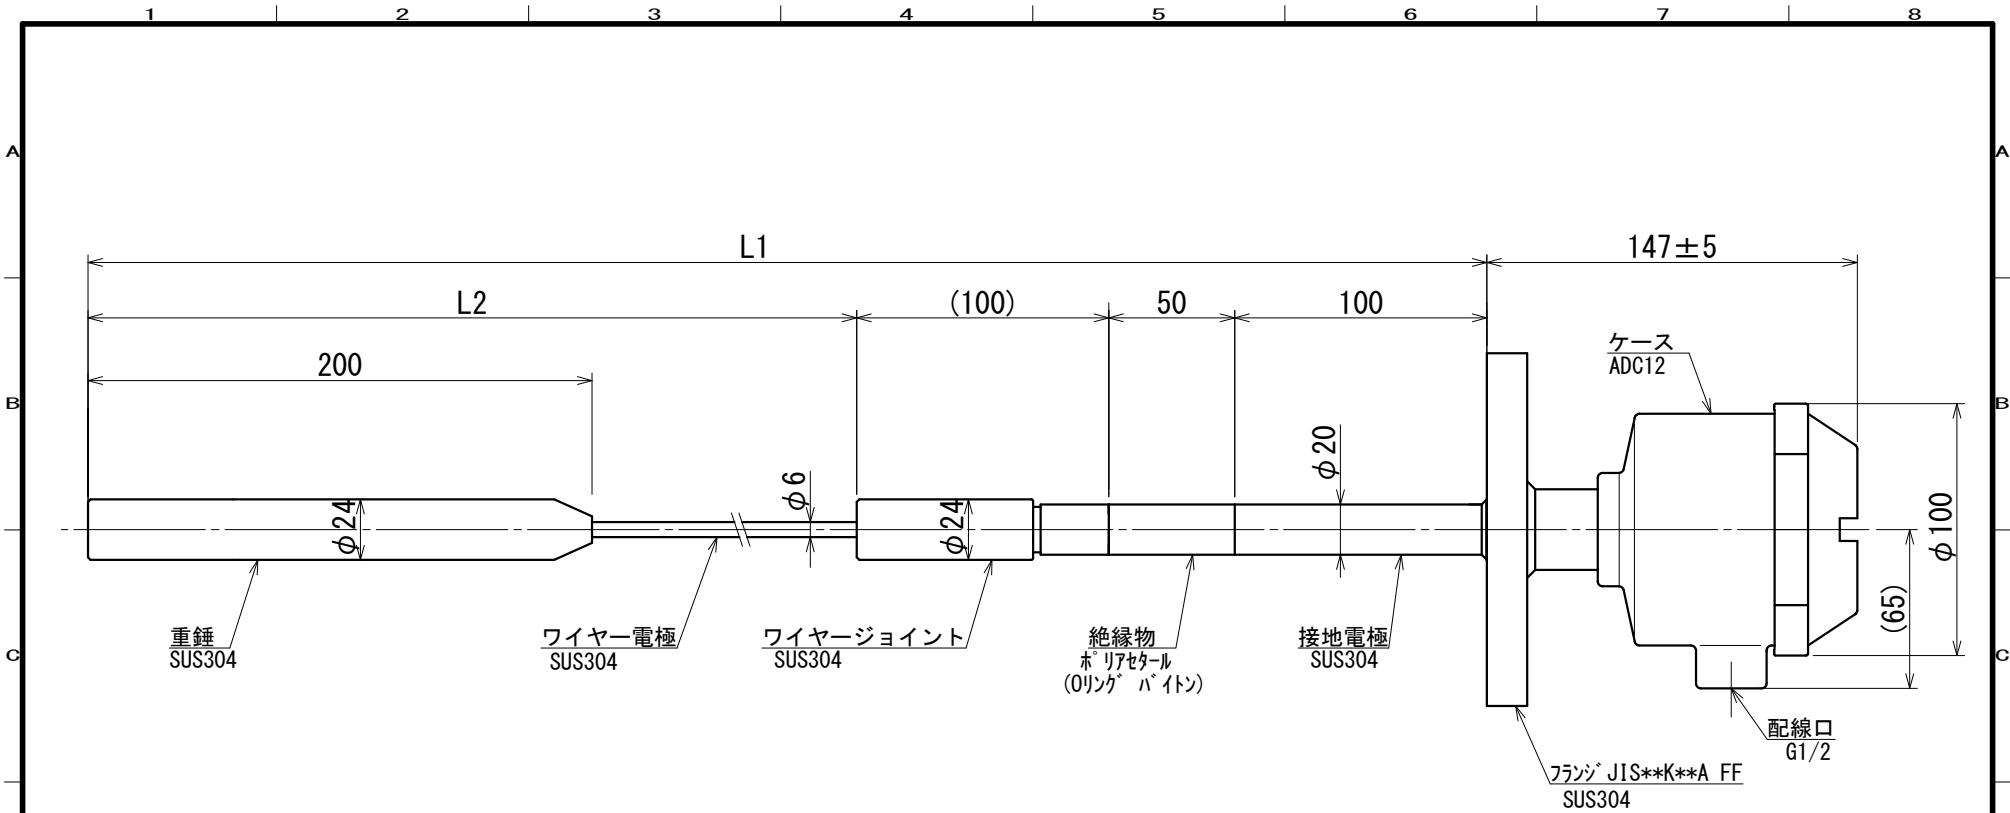 1 2 3 4 5 6 7 8
A A
L1 147±5
L2 (100) 50 100
200
ケース
ADC12
B B
φ24 φ6 φ24 φ20 φ100
(65)
重錘
SUS304
ワイヤー電極
SUS304
ワイヤージョイント
SUS304
絶縁物
ポリアセタール
(Oリング バイトン)
接地電極
SUS304
C C
配線口
G1/2
フランジ JIS**K**A FF
SUS304